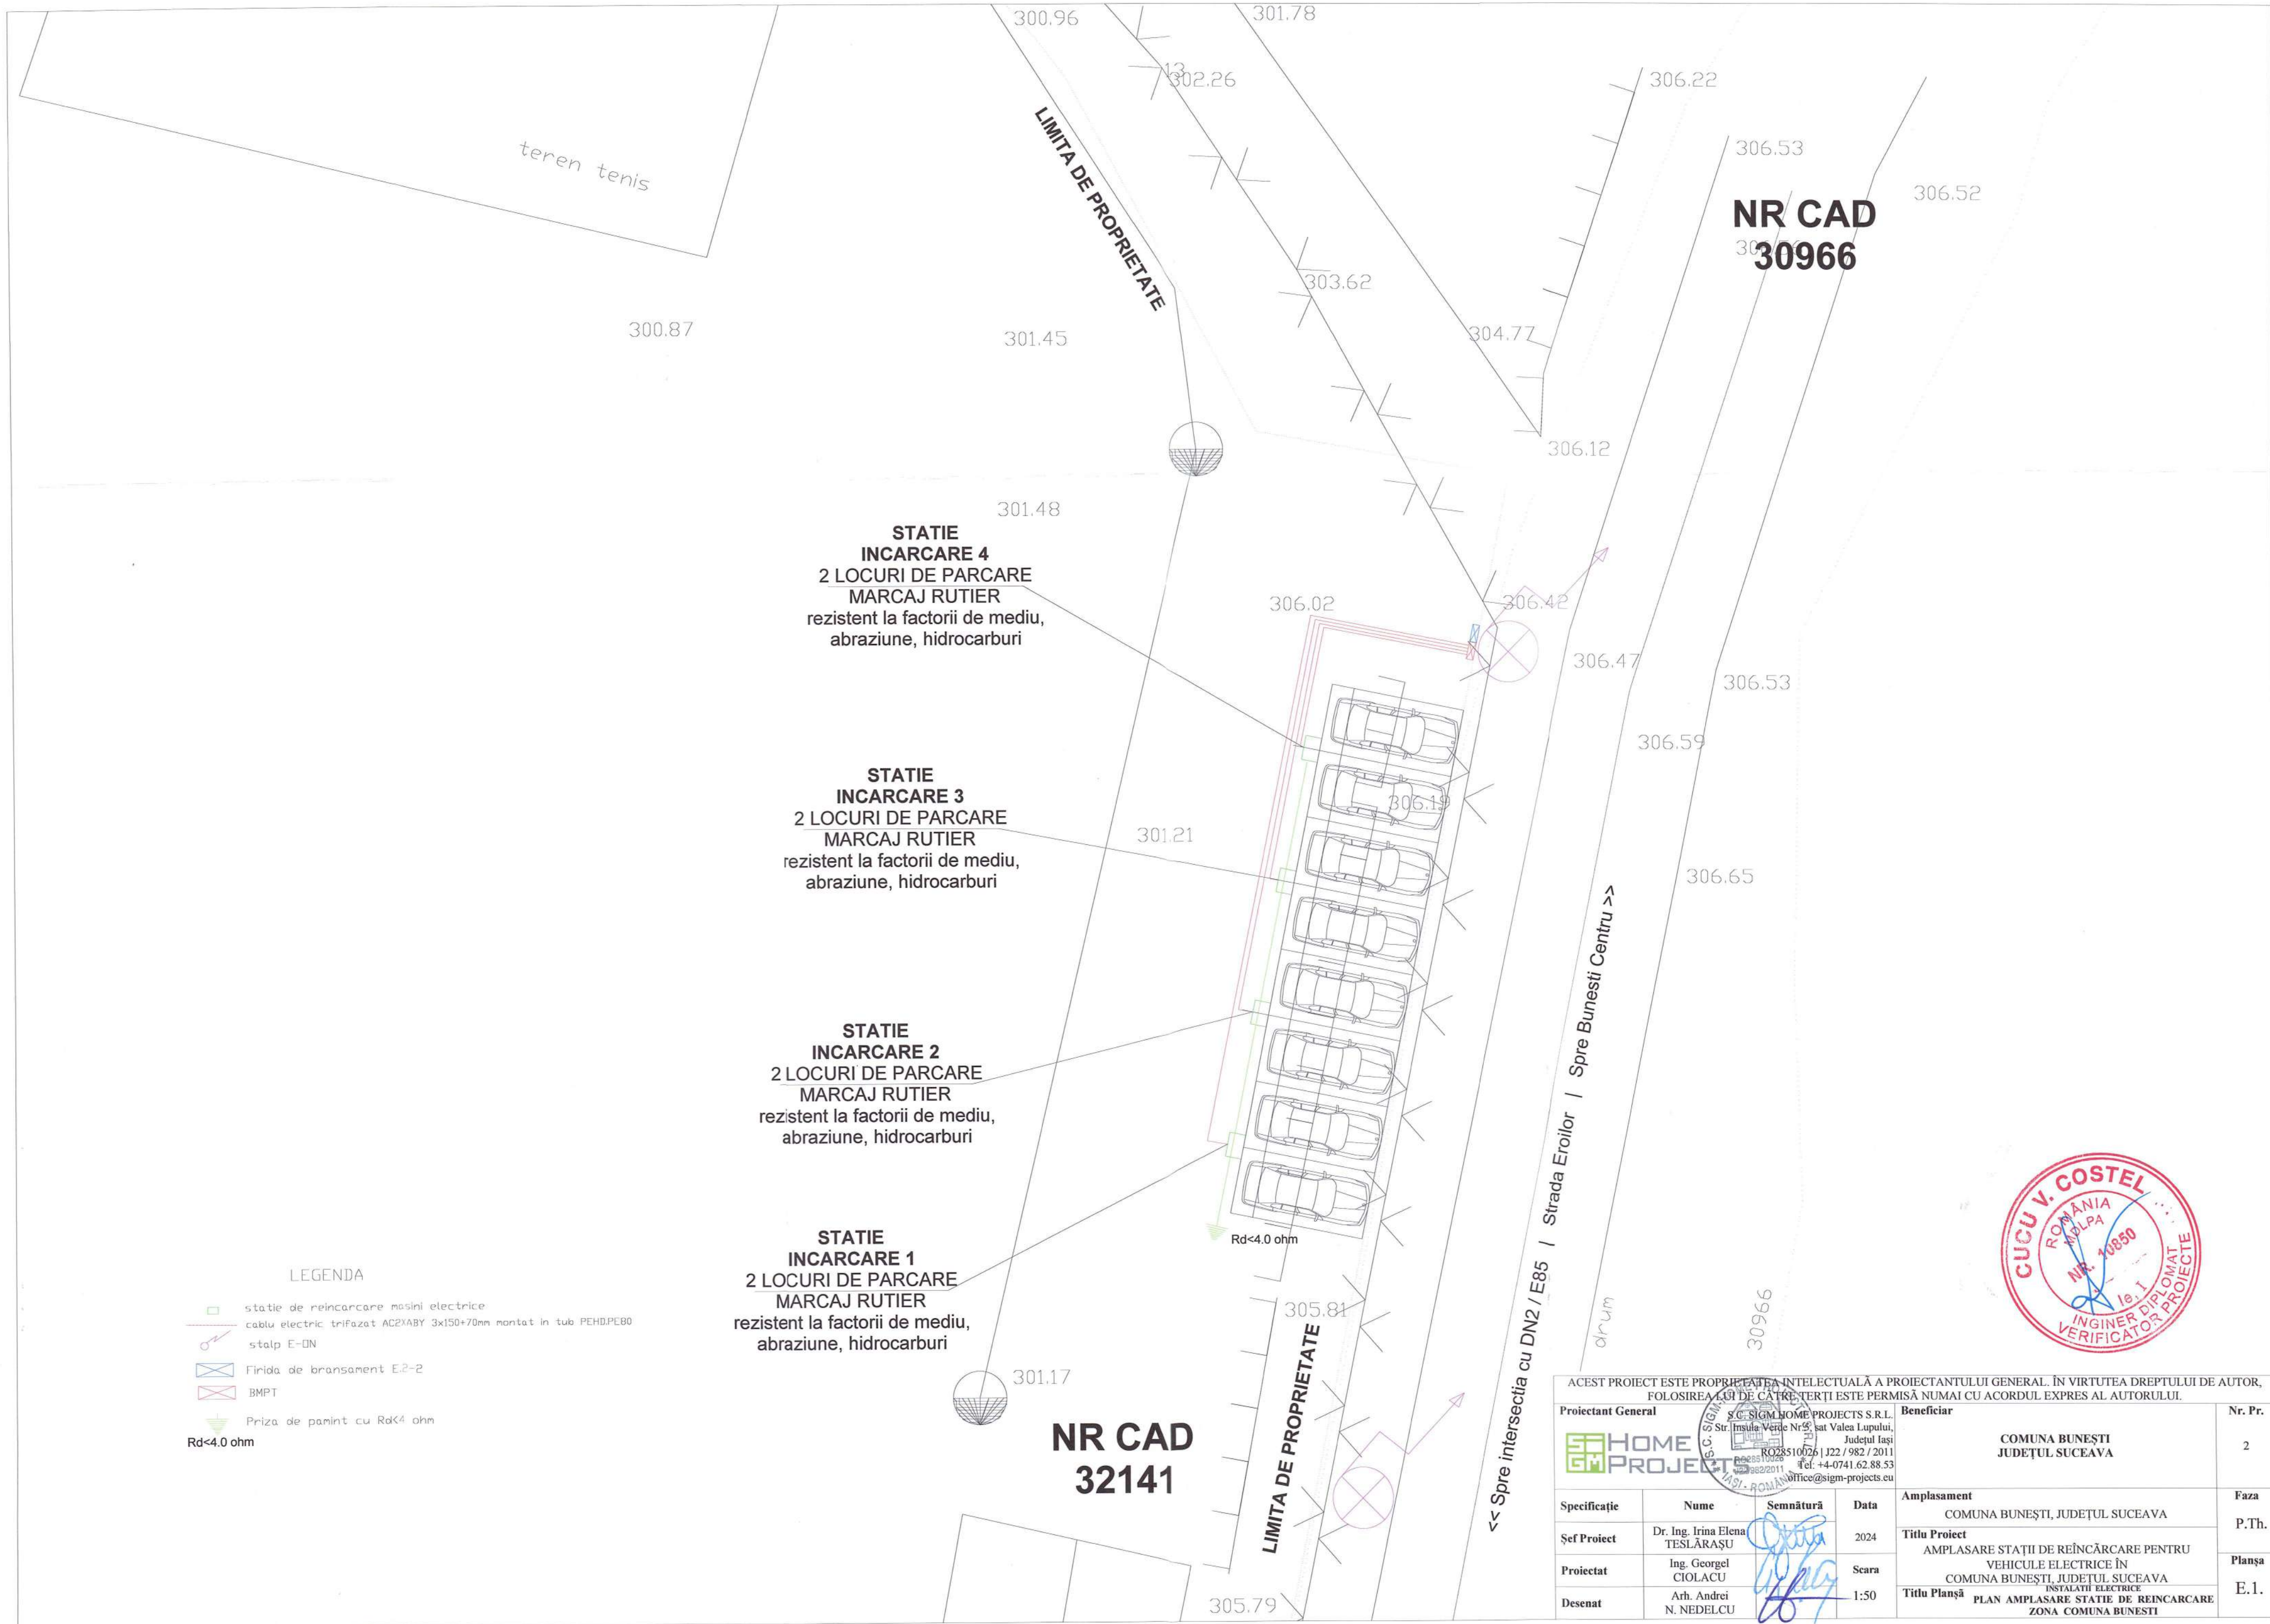 300.96
301.78
302.26
13
306.22
306.53
306.52
teren tenis
LIMITA DE PROPRIETATE
NR CAD
30966
303.62
300.87
301.45
304.77
306.12
301.48
STATIE
INCARCARE 4
2 LOCURI DE PARCARE
MARCAJ RUTIER
rezistent la factorii de mediu,
abraziune, hidrocarburi
306.02
306.42
306.47
306.53
306.59
STATIE
INCARCARE 3
2 LOCURI DE PARCARE
MARCAJ RUTIER
rezistent la factorii de mediu,
abraziune, hidrocarburi
306.19
301.21
306.65
STATIE
INCARCARE 2
2 LOCURI DE PARCARE
MARCAJ RUTIER
rezistent la factorii de mediu,
abraziune, hidrocarburi
STATIE
INCARCARE 1
2 LOCURI DE PARCARE
MARCAJ RUTIER
rezistent la factorii de mediu,
abraziune, hidrocarburi
Rd<4.0 ohm
305.81
LIMITA DE PROPRIETATE
<< Spre intersectia cu DN2 / E85 | Strada Eroilor | Spre Bunesti Centru >>
drum
30966
301.17
NR CAD
32141
305.79
LEGENDA
statie de reincarcare masini electrice
cablu electric trifazat AC2XABY 3x150+70mm montat in tub PEHD,PE80
stalp E-ON
Firida de bransament E.2-2
BMPT
Priza de pamint cu Rd<4 ohm
Rd<4.0 ohm
CUCU V. COSTEL
ROMÂNIA
MDLPA
NR. 10850
Ie, I
INGINER DIPLOMAT
VERIFICATOR PROIECTE
ACEST PROIECT ESTE PROPRIETATEA INTELECTUALĂ A PROIECTANTULUI GENERAL. ÎN VIRTUTEA DREPTULUI DE AUTOR,
FOLOSIREA LUI DE CĂTRE TERȚI ESTE PERMISĂ NUMAI CU ACORDUL EXPRES AL AUTORULUI.
Proiectant General
HOME
PROJECTS
S.C. SIGM HOME PROJECTS S.R.L.
Str. Insula Verde Nr.9, sat Valea Lupului,
Județul Iași
RO28510026 | J22 / 982 / 2011
Tel: +4-0741.62.88.53
office@sigm-projects.eu
Beneficiar
COMUNA BUNEȘTI
JUDEȚUL SUCEAVA
Nr. Pr.
2
Specificație
Nume
Semnătură
Data
Amplasament
COMUNA BUNEȘTI, JUDEȚUL SUCEAVA
Faza
P.Th.
Șef Proiect
Dr. Ing. Irina Elena
TESLĂRAȘU
2024
Titlu Proiect
AMPLASARE STAȚII DE REÎNCĂRCARE PENTRU
VEHICULE ELECTRICE ÎN
COMUNA BUNEȘTI, JUDEȚUL SUCEAVA
Proiectat
Ing. Georgel
CIOLACU
Scara
1:50
Planșa
E.1.
Desenat
Arh. Andrei
N. NEDELCU
Titlu Planșă
INSTALATII ELECTRICE
PLAN AMPLASARE STATIE DE REINCARCARE
ZONA COMUNA BUNESTI